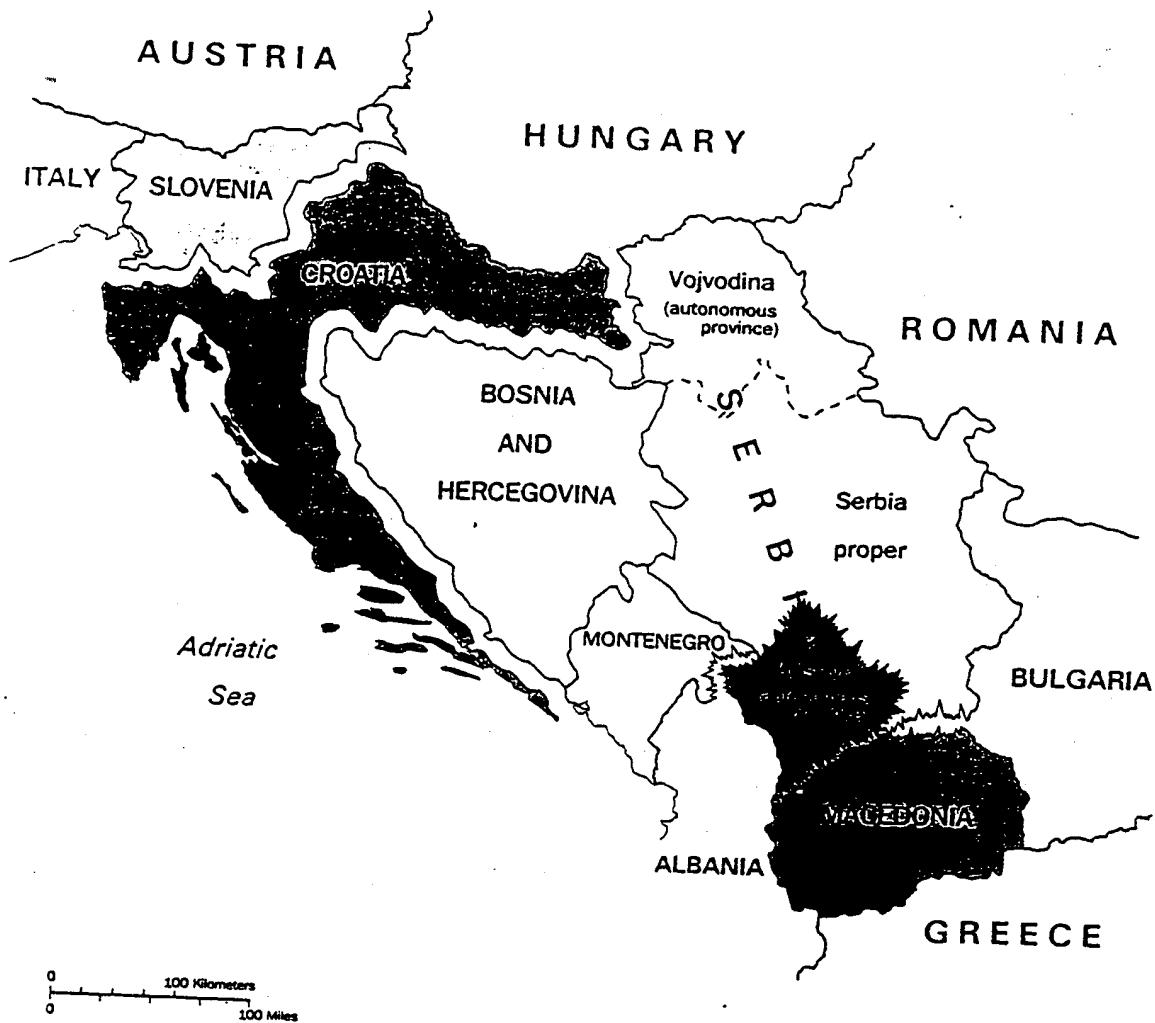 AUSTRIA
HUNGARY
ITALY
SLOVENIA
CROATIA
Vojvodina
(autonomous
province)
ROMANIA
BOSNIA
AND
HERCEGOVINA
SERBI
Serbia
proper
MONTENEGRO
Adriatic
Sea
BULGARIA
MACEDONIA
ALBANIA
GREECE
0
100 Kilometers
0
100 Miles